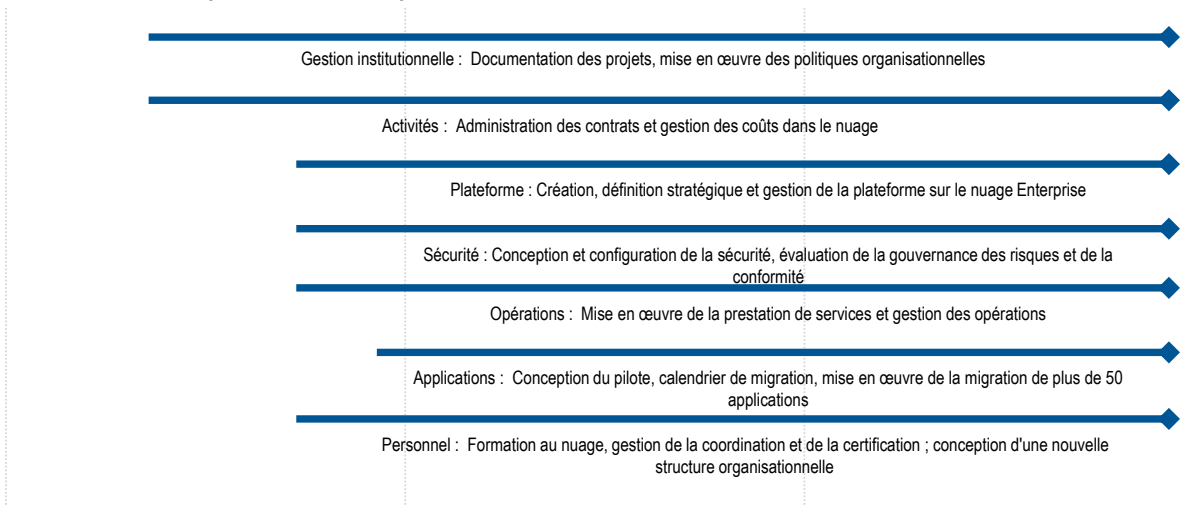 Gestion institutionnelle :  Documentation des projets, mise en œuvre des politiques organisationnelles
Activités :  Administration des contrats et gestion des coûts dans le nuage
Plateforme : Création, définition stratégique et gestion de la plateforme sur le nuage Enterprise
Sécurité : Conception et configuration de la sécurité, évaluation de la gouvernance des risques et de la
conformité
Opérations :  Mise en œuvre de la prestation de services et gestion des opérations
Applications :  Conception du pilote, calendrier de migration, mise en œuvre de la migration de plus de 50
applications
Personnel :  Formation au nuage, gestion de la coordination et de la certification ; conception d'une nouvelle
structure organisationnelle